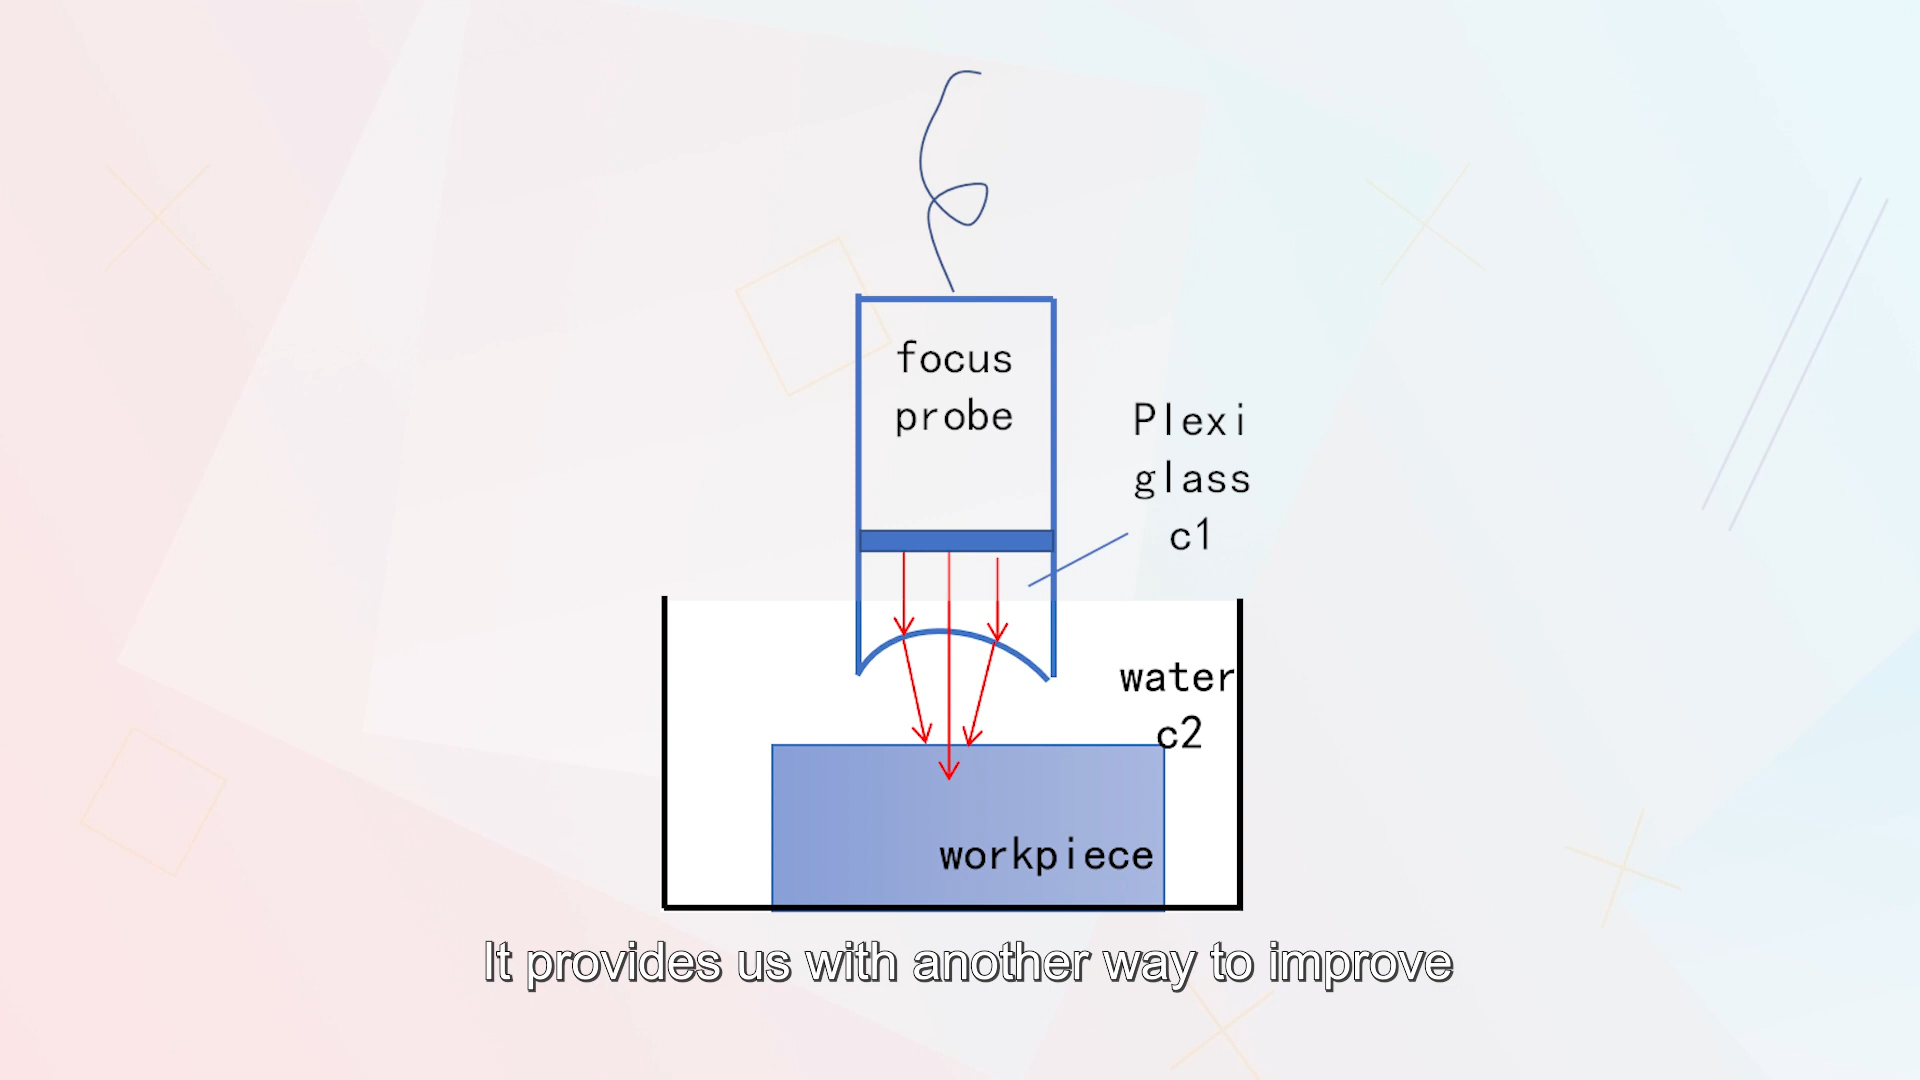 focus
probe
Plexi
glass
c1
water
c2
workpiece
It provides us with another way to improve